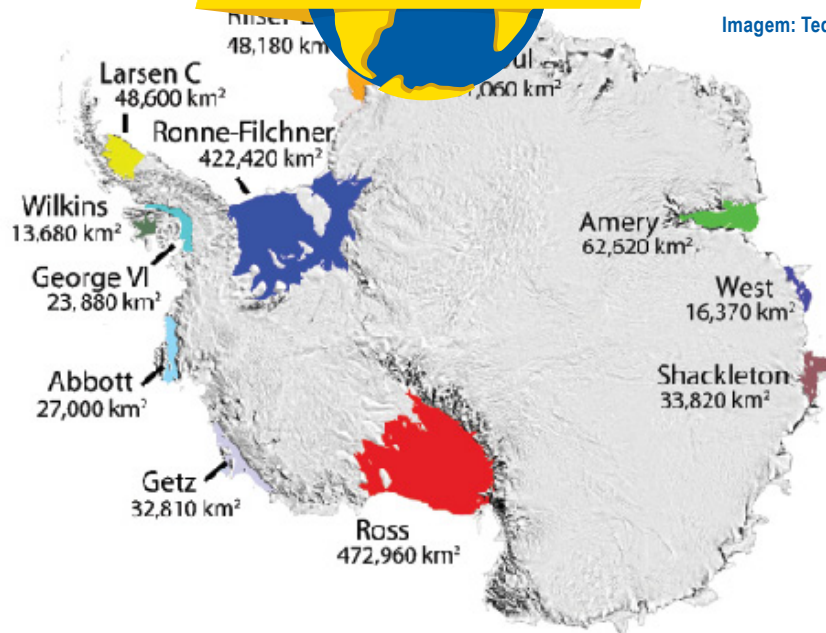 Imagem:
48,180 km
,060 km²
Larsen C
48,600 km²
Ronne-Filchner
422,420 km²
Wilkins
13,680 km²
George VI
23,880 km²
Amery
62,620 km²
West
16,370 km²
Abbott
27,000 km²
Shackleton
33,820 km²
Getz
32,810 km²
Ross
472,960 km²